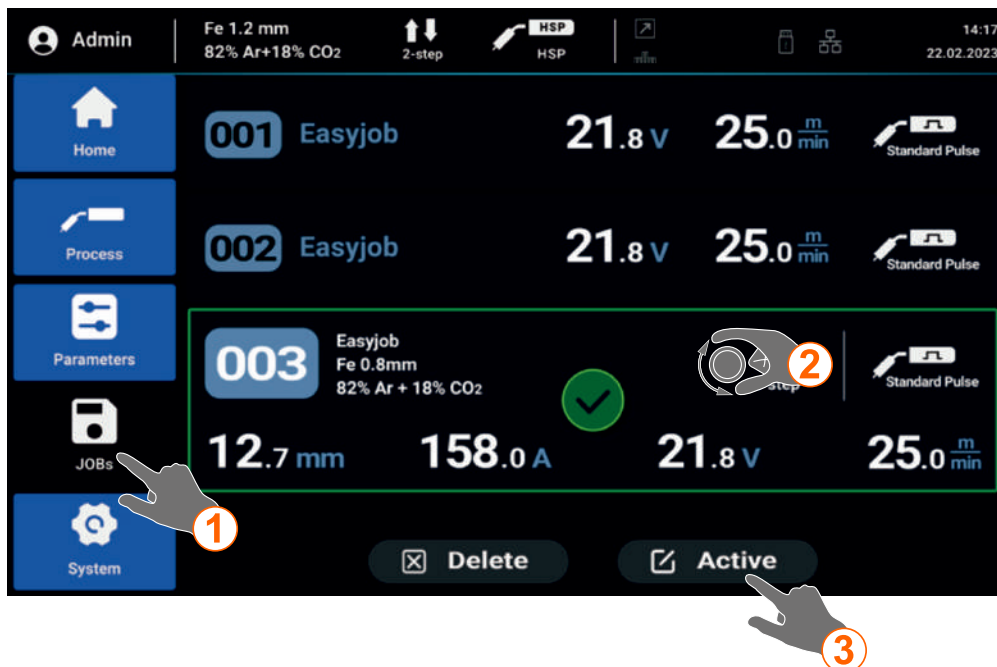 Admin
Fe 1.2 mm
82% Ar+18% CO2
2-step
HSP
HSP
14:17
22.02.2023
Home
001 Easyjob 21.8 V 25.0 m/min
Standard Pulse
Process
002 Easyjob 21.8 V 25.0 m/min
Standard Pulse
Parameters
003
Easyjob
Fe 0.8mm
82% Ar + 18% CO2
2
step
Standard Pulse
JOBs
12.7 mm 158.0 A 21.8 V 25.0 m/min
1
System
Delete
Active
3